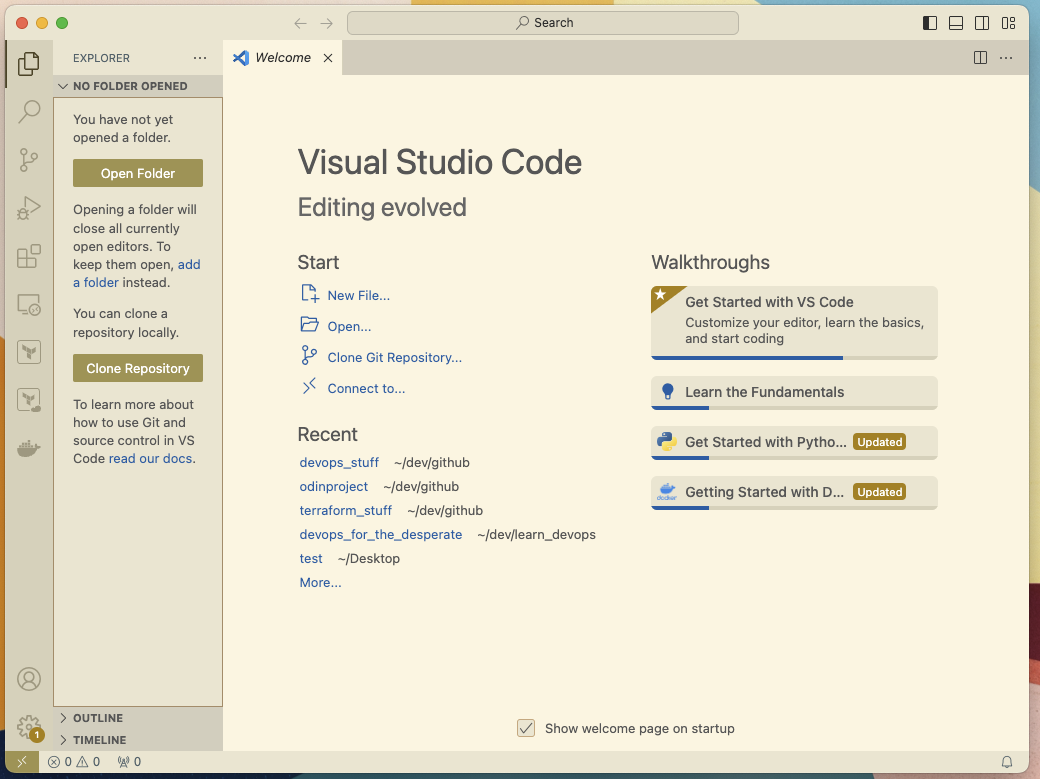 Search
EXPLORER
Welcome
NO FOLDER OPENED
You have not yet
opened a folder.
Open Folder
Opening a folder will
close all currently
open editors. To
keep them open, add
a folder instead.
You can clone a
repository locally.
Clone Repository
To learn more about
how to use Git and
source control in VS
Code read our docs.
OUTLINE
TIMELINE
Visual Studio Code
Editing evolved
Start
New File...
Open...
Clone Git Repository...
Connect to...
Recent
devops_stuff ~/dev/github
odinproject ~/dev/github
terraform_stuff ~/dev/github
devops_for_the_desperate ~/dev/learn_devops
test ~/Desktop
More...
Walkthroughs
Get Started with VS Code
Customize your editor, learn the basics,
and start coding
Learn the Fundamentals
Get Started with Pytho... Updated
docker
Getting Started with D... Updated
Show welcome page on startup
1
0 0 0